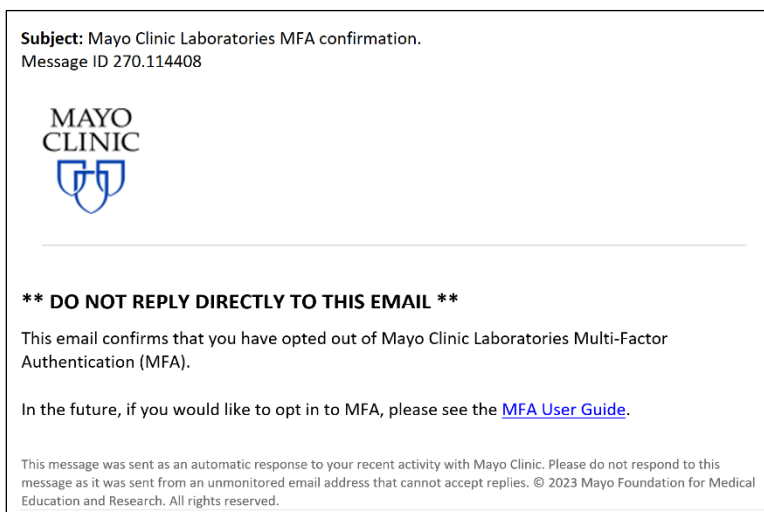 Subject: Mayo Clinic Laboratories MFA confirmation.
Message ID 270.114408
MAYO
CLINIC
** DO NOT REPLY DIRECTLY TO THIS EMAIL **
This email confirms that you have opted out of Mayo Clinic Laboratories Multi-Factor
Authentication (MFA).
In the future, if you would like to opt in to MFA, please see the MFA User Guide.
This message was sent as an automatic response to your recent activity with Mayo Clinic. Please do not respond to this
message as it was sent from an unmonitored email address that cannot accept replies. © 2023 Mayo Foundation for Medical
Education and Research. All rights reserved.